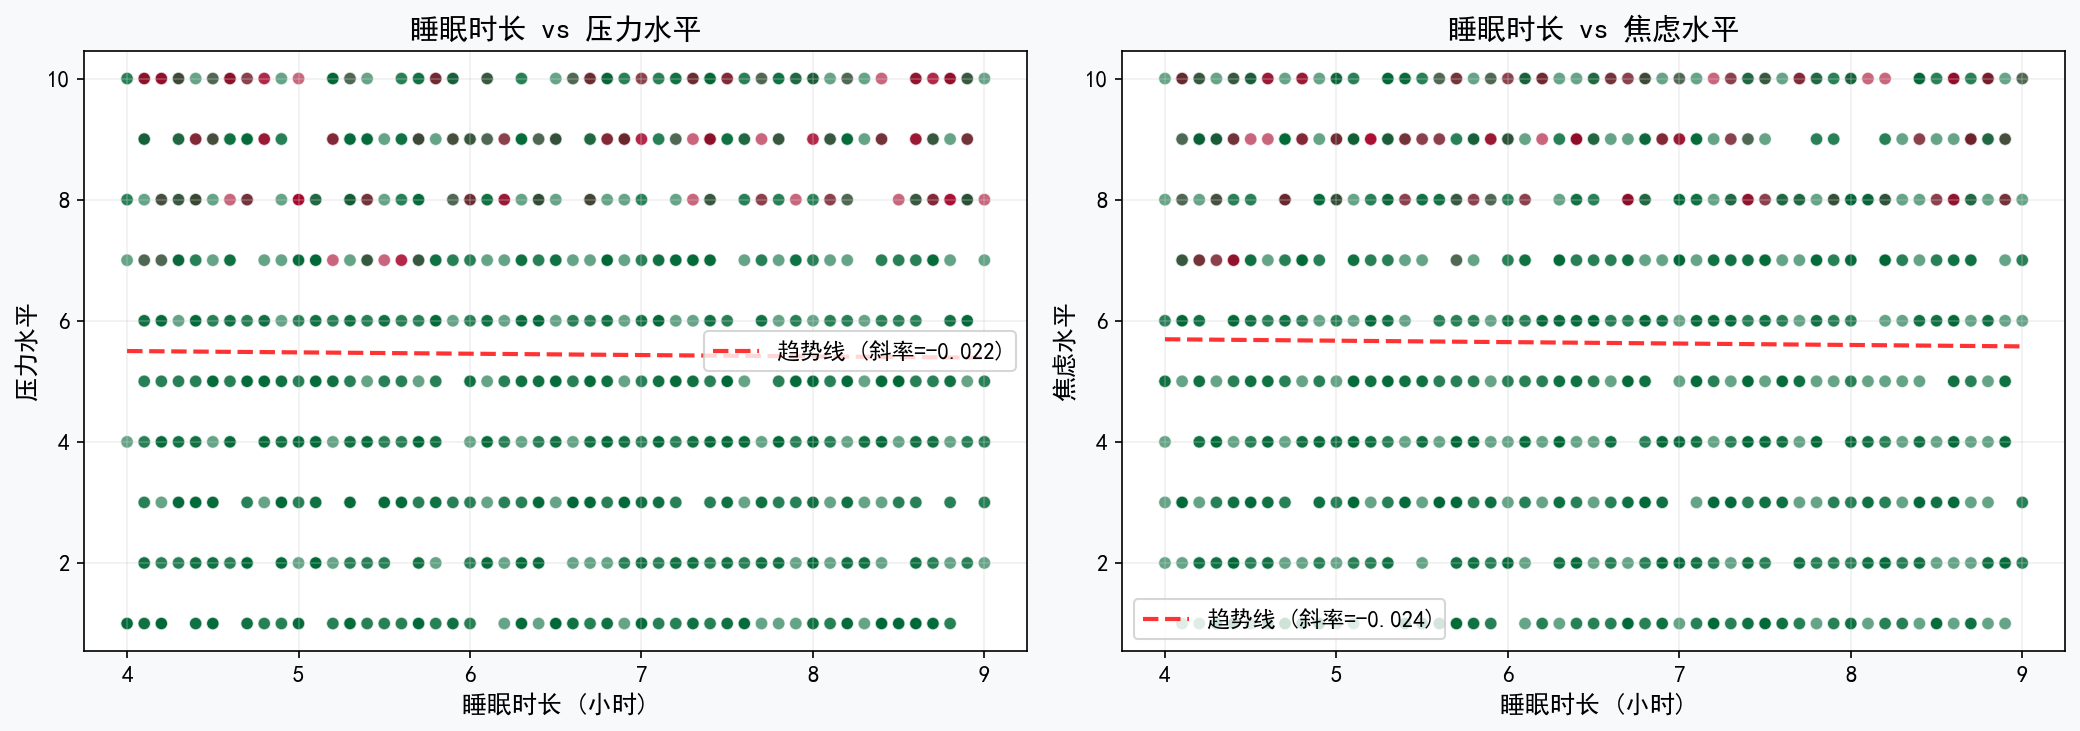 睡眠时长 vs 压力水平
10
8
6
4
2
压力水平
趋势线 (斜率=-0.022)
4 5 6 7 8 9
睡眠时长 (小时)
睡眠时长 vs 焦虑水平
10
8
6
4
2
焦虑水平
趋势线 (斜率=-0.024)
4 5 6 7 8 9
睡眠时长 (小时)